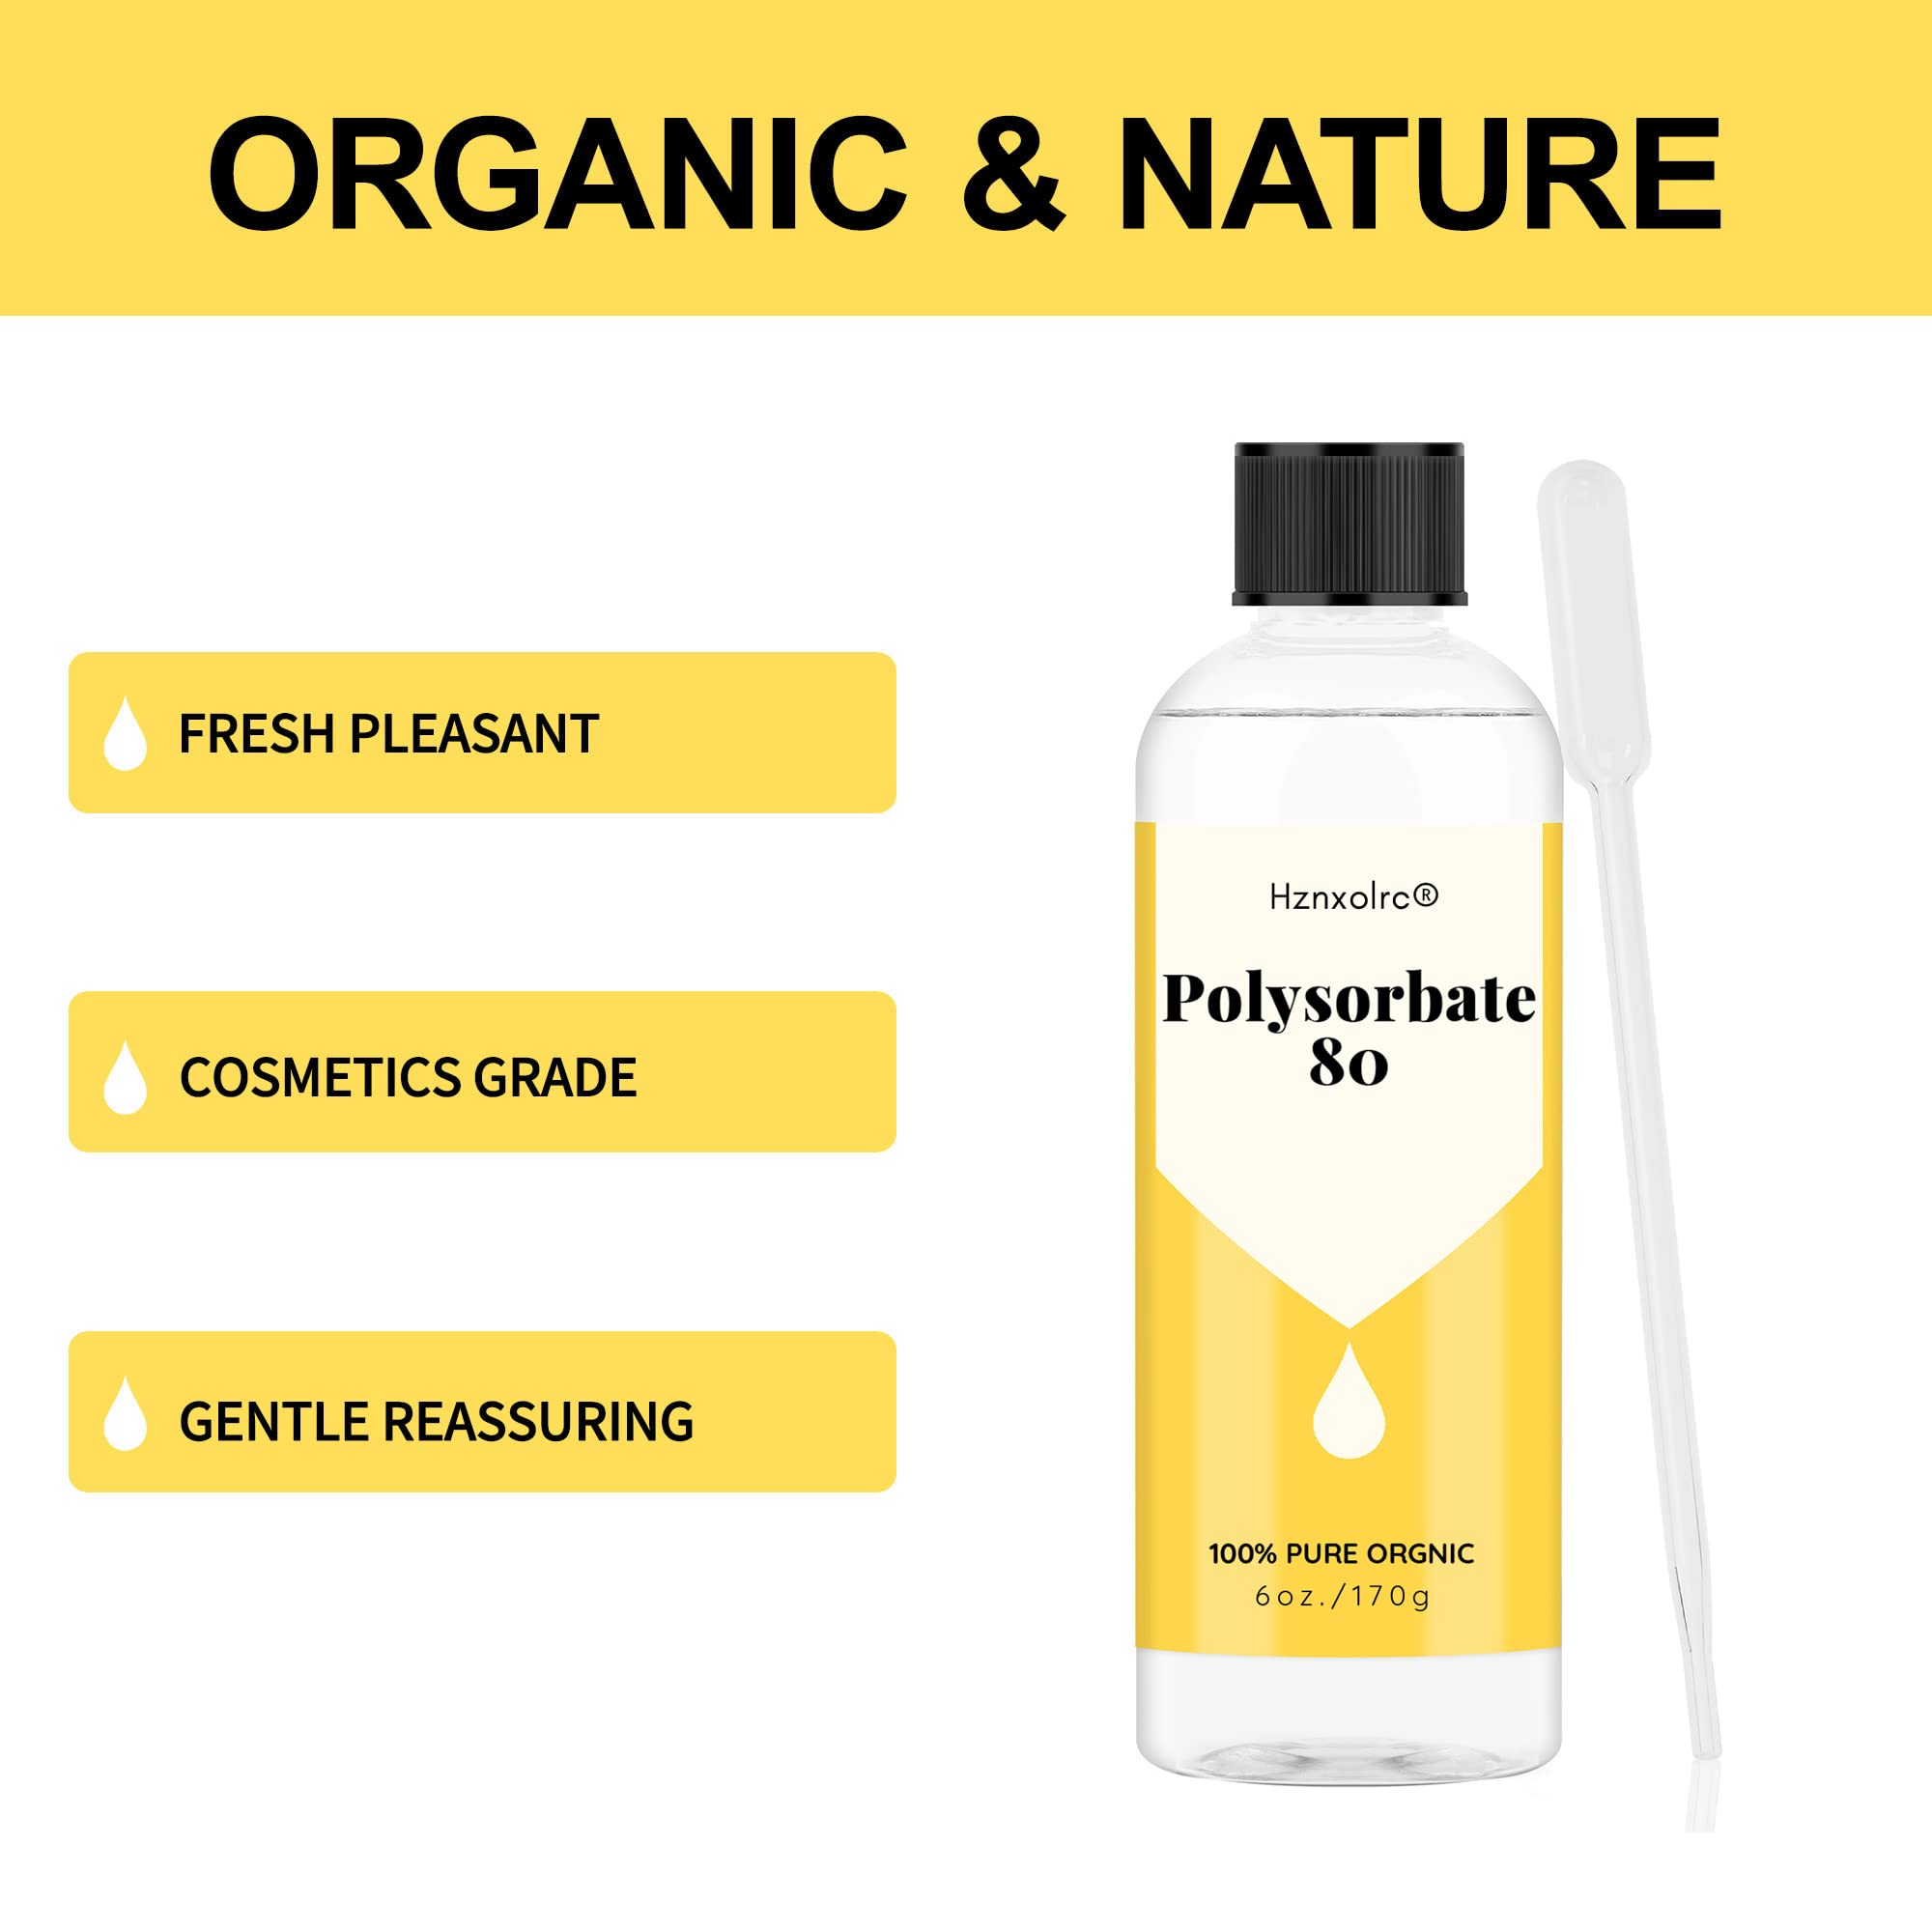 ORGANIC & NATURE
FRESH PLEASANT
COSMETICS GRADE
GENTLE REASSURING
Hznxolrc®
Polysorbate
80
100% PURE ORGNIC
6oz./170g